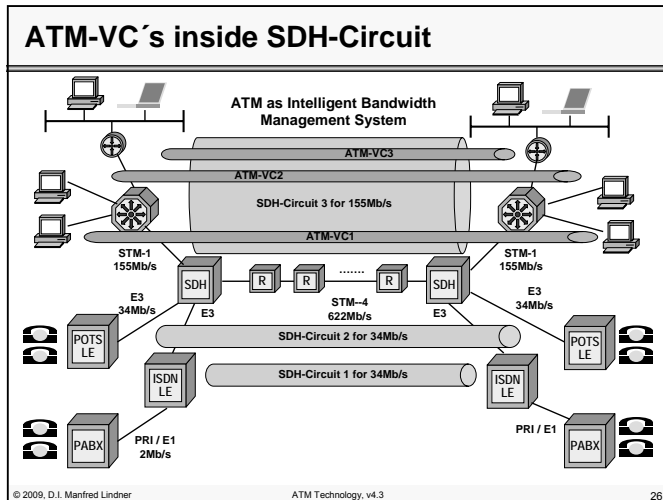 ATM-VC´s inside SDH-Circuit
ATM as Intelligent Bandwidth
Management System
ATM-VC3
ATM-VC2
SDH-Circuit 3 for 155Mb/s
ATM-VC1
STM-1
155Mb/s
STM-1
155Mb/s
SDH
R
R
.......
R
SDH
E3
34Mb/s
E3
STM--4
622Mb/s
E3
E3
34Mb/s
POTS
LE
SDH-Circuit 2 for 34Mb/s
POTS
LE
ISDN
LE
SDH-Circuit 1 for 34Mb/s
ISDN
LE
PABX
PRI / E1
2Mb/s
PRI / E1
PABX
© 2009, D.I. Manfred Lindner
ATM Technology, v4.3
26